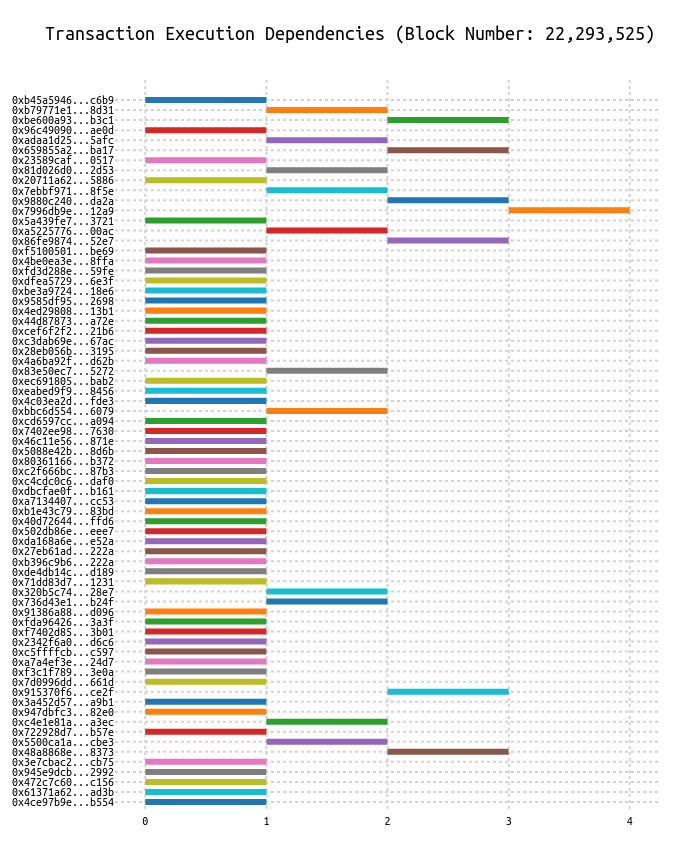 Transaction Execution Dependencies (Block Number: 22,293,525)
0xb45a5946...c6b9
0xb79771e1...8d31
0xbe600a93...b3c1
0x96c49090...ae0d
0xadaa1d25...5afc
0x659855a2...ba17
0x23589caf...0517
0x81d026d0...2d53
0x20711a62...5886
0x7ebbf971...8f5e
0x9880c240...da2a
0x7996db9e...12a9
0x5a439fe7...3721
0xa5225776...00ac
0x86fe9874...52e7
0xf5100501...be69
0x4be0ea3e...8ffa
0xfd3d288e...59fe
0xdfea5729...6e3f
0xbe3a9724...18e6
0x9585df95...2698
0x4ed29808...13b1
0x44d87873...a72e
0xcef6f2f2...21b6
0xc3dab69e...67ac
0x28eb056b...3195
0x4a6ba92f...d62b
0x83e50ec7...5272
0xec691805...bab2
0xeabed9f9...8456
0x4c03ea2d...fde3
0xbbc6d554...6079
0xcd6597cc...a094
0x7402ee98...7630
0x46c11e56...871e
0x5088e42b...8d6b
0x80361166...b372
0xc2f666bc...87b3
0xc4cdc0c6...daf0
0xdbcfae0f...b161
0xa7134407...cc53
0xb1e43c79...83bd
0x40d72644...ffd6
0x502db86e...eee7
0xda168a6e...e52a
0x27eb61ad...222a
0xb396c9b6...222a
0xde4db14c...d189
0x71dd83d7...1231
0x320b5c74...28e7
0x736d43e1...b24f
0x91386a88...d096
0xfda96426...3a3f
0xf7402d85...3b01
0x2342f6a0...d6c6
0xc5ffffcb...c597
0xa7a4ef3e...24d7
0xf3c1f789...3e0a
0x7d0996dd...661d
0x915370f6...ce2f
0x3a452d57...a9b1
0x947dbfc3...82e0
0xc4e1e81a...a3ec
0x722928d7...b57e
0x5500ca1a...cbe3
0x48a8868e...8373
0x3e7cbac2...cb75
0x945e9dcb...2992
0x472c7c60...c156
0x61371a62...ad3b
0x4ce97b9e...b554
0 1 2 3 4